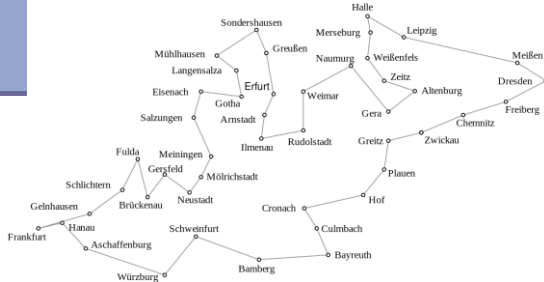 Halle
Sondershausen
Merseburg
Leipzig
Mühlhausen
Greußen
Naumurg
Weißenfels
Meißen
Langensalza
Zeitz
Dresden
Eisenach
Erfurt
Weimar
Altenburg
Gotha
Freiberg
Salzungen
Arnstadt
Gera
Chemnitz
Ilmenau
Rudolstadt
Greitz
Zwickau
Fulda
Meiningen
Gersfeld
Mölrichstadt
Plauen
Schlichtern
Brückenau
Neustadt
Hof
Gelnhausen
Cronach
Frankfurt
Hanau
Schweinfurt
Culmbach
Aschaffenburg
Bayreuth
Bamberg
Würzburg